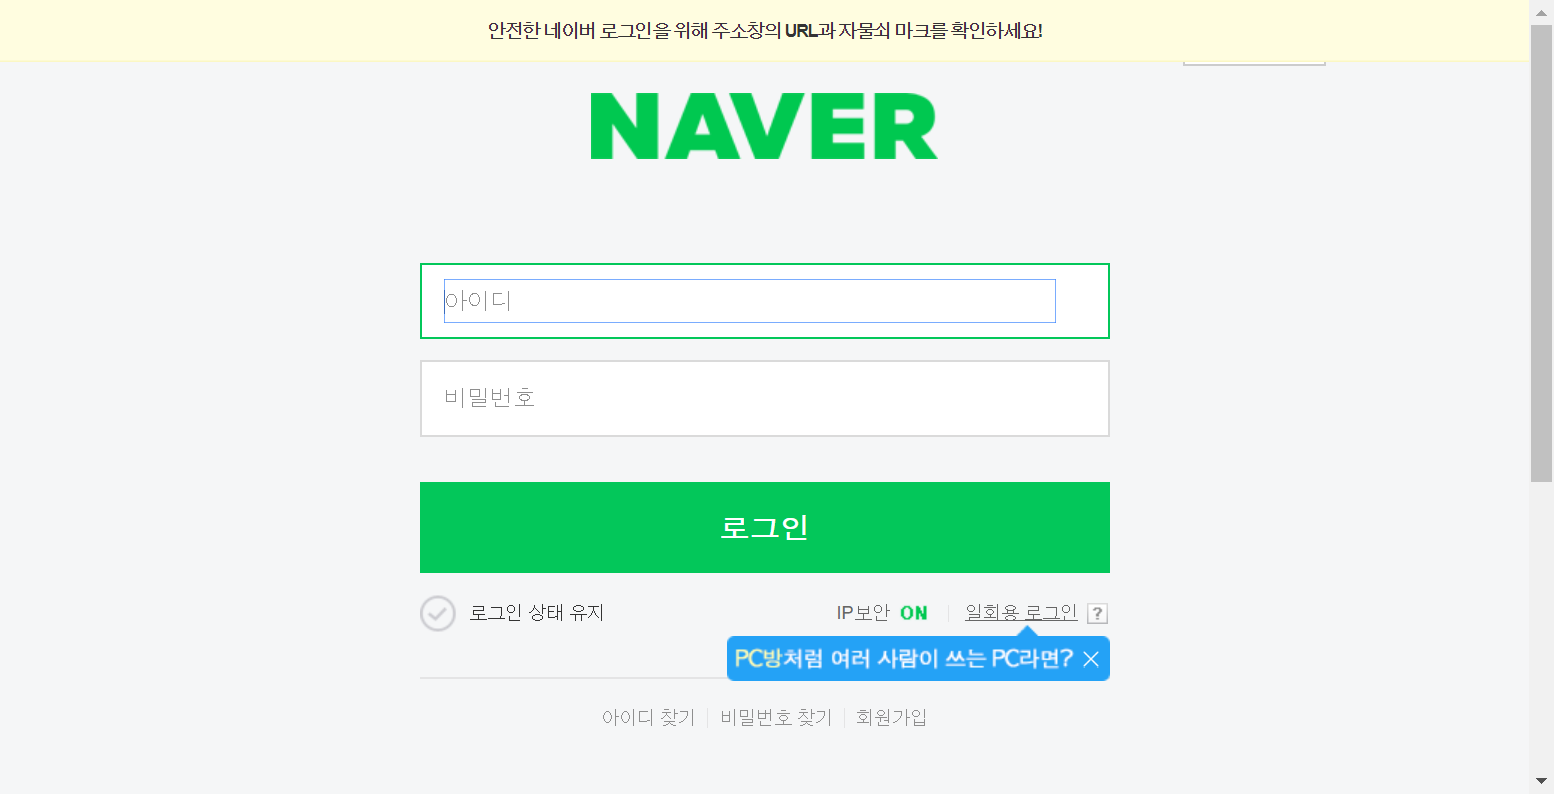 안전한 네이버 로그인을 위해 주소창의 URL과 자물쇠 마크를 확인하세요!
NAVER
아이디
비밀번호
로그인
로그인 상태 유지 IP보안 ON 일회용 로그인 ?
PC방처럼 여러 사람이 쓰는 PC라면?
아이디 찾기 비밀번호 찾기 회원가입